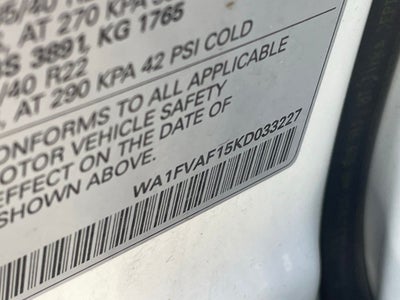 AT 270 KPA
3891, KG 1765
/40 R22
AT 290 KPA 42 PSI COLD
ONFORMS TO ALL APPLICABLE
OTOR VEHICLE SAFETY
EFFECT ON THE DATE OF
SHOWN ABOVE.
WA1FVAF15KD033227